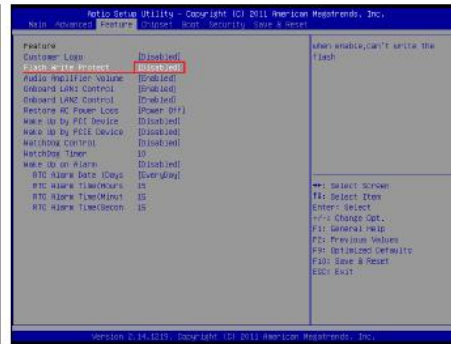 Aptio Setup Utility - Copyright (C) 2011 American Megatrends, Inc.
Main Advanced Feature Chipset Boot Security Save & Reset
Feature
Customer Logo [Disabled]
Flash Write Protect [Disabled]
Audio Amplifier Volume [Enabled]
Onboard LAN1 Control [Enabled]
Onboard LAN2 Control [Enabled]
Restore AC Power Loss [Power Off]
Wake Up by PCI Device [Disabled]
Wake Up by PCIE Device [Disabled]
WatchDog Control [Disabled]
WatchDog Timer 10
Wake Up on Alarm [Disabled]
RTC Alarm Date (Days [EveryDay]
RTC Alarm Time(Hours 15
RTC Alarm Time(Minut 15
RTC Alarm Time(Secon 15
when enable,can't write the
flash
→←: Select Screen
↑↓: Select Item
Enter: Select
+/-: Change Opt.
F1: General Help
F2: Previous Values
F9: Optimized Defaults
F10: Save & Reset
ESC: Exit
Version 2.14.1219. Copyright (C) 2011 American Megatrends, Inc.